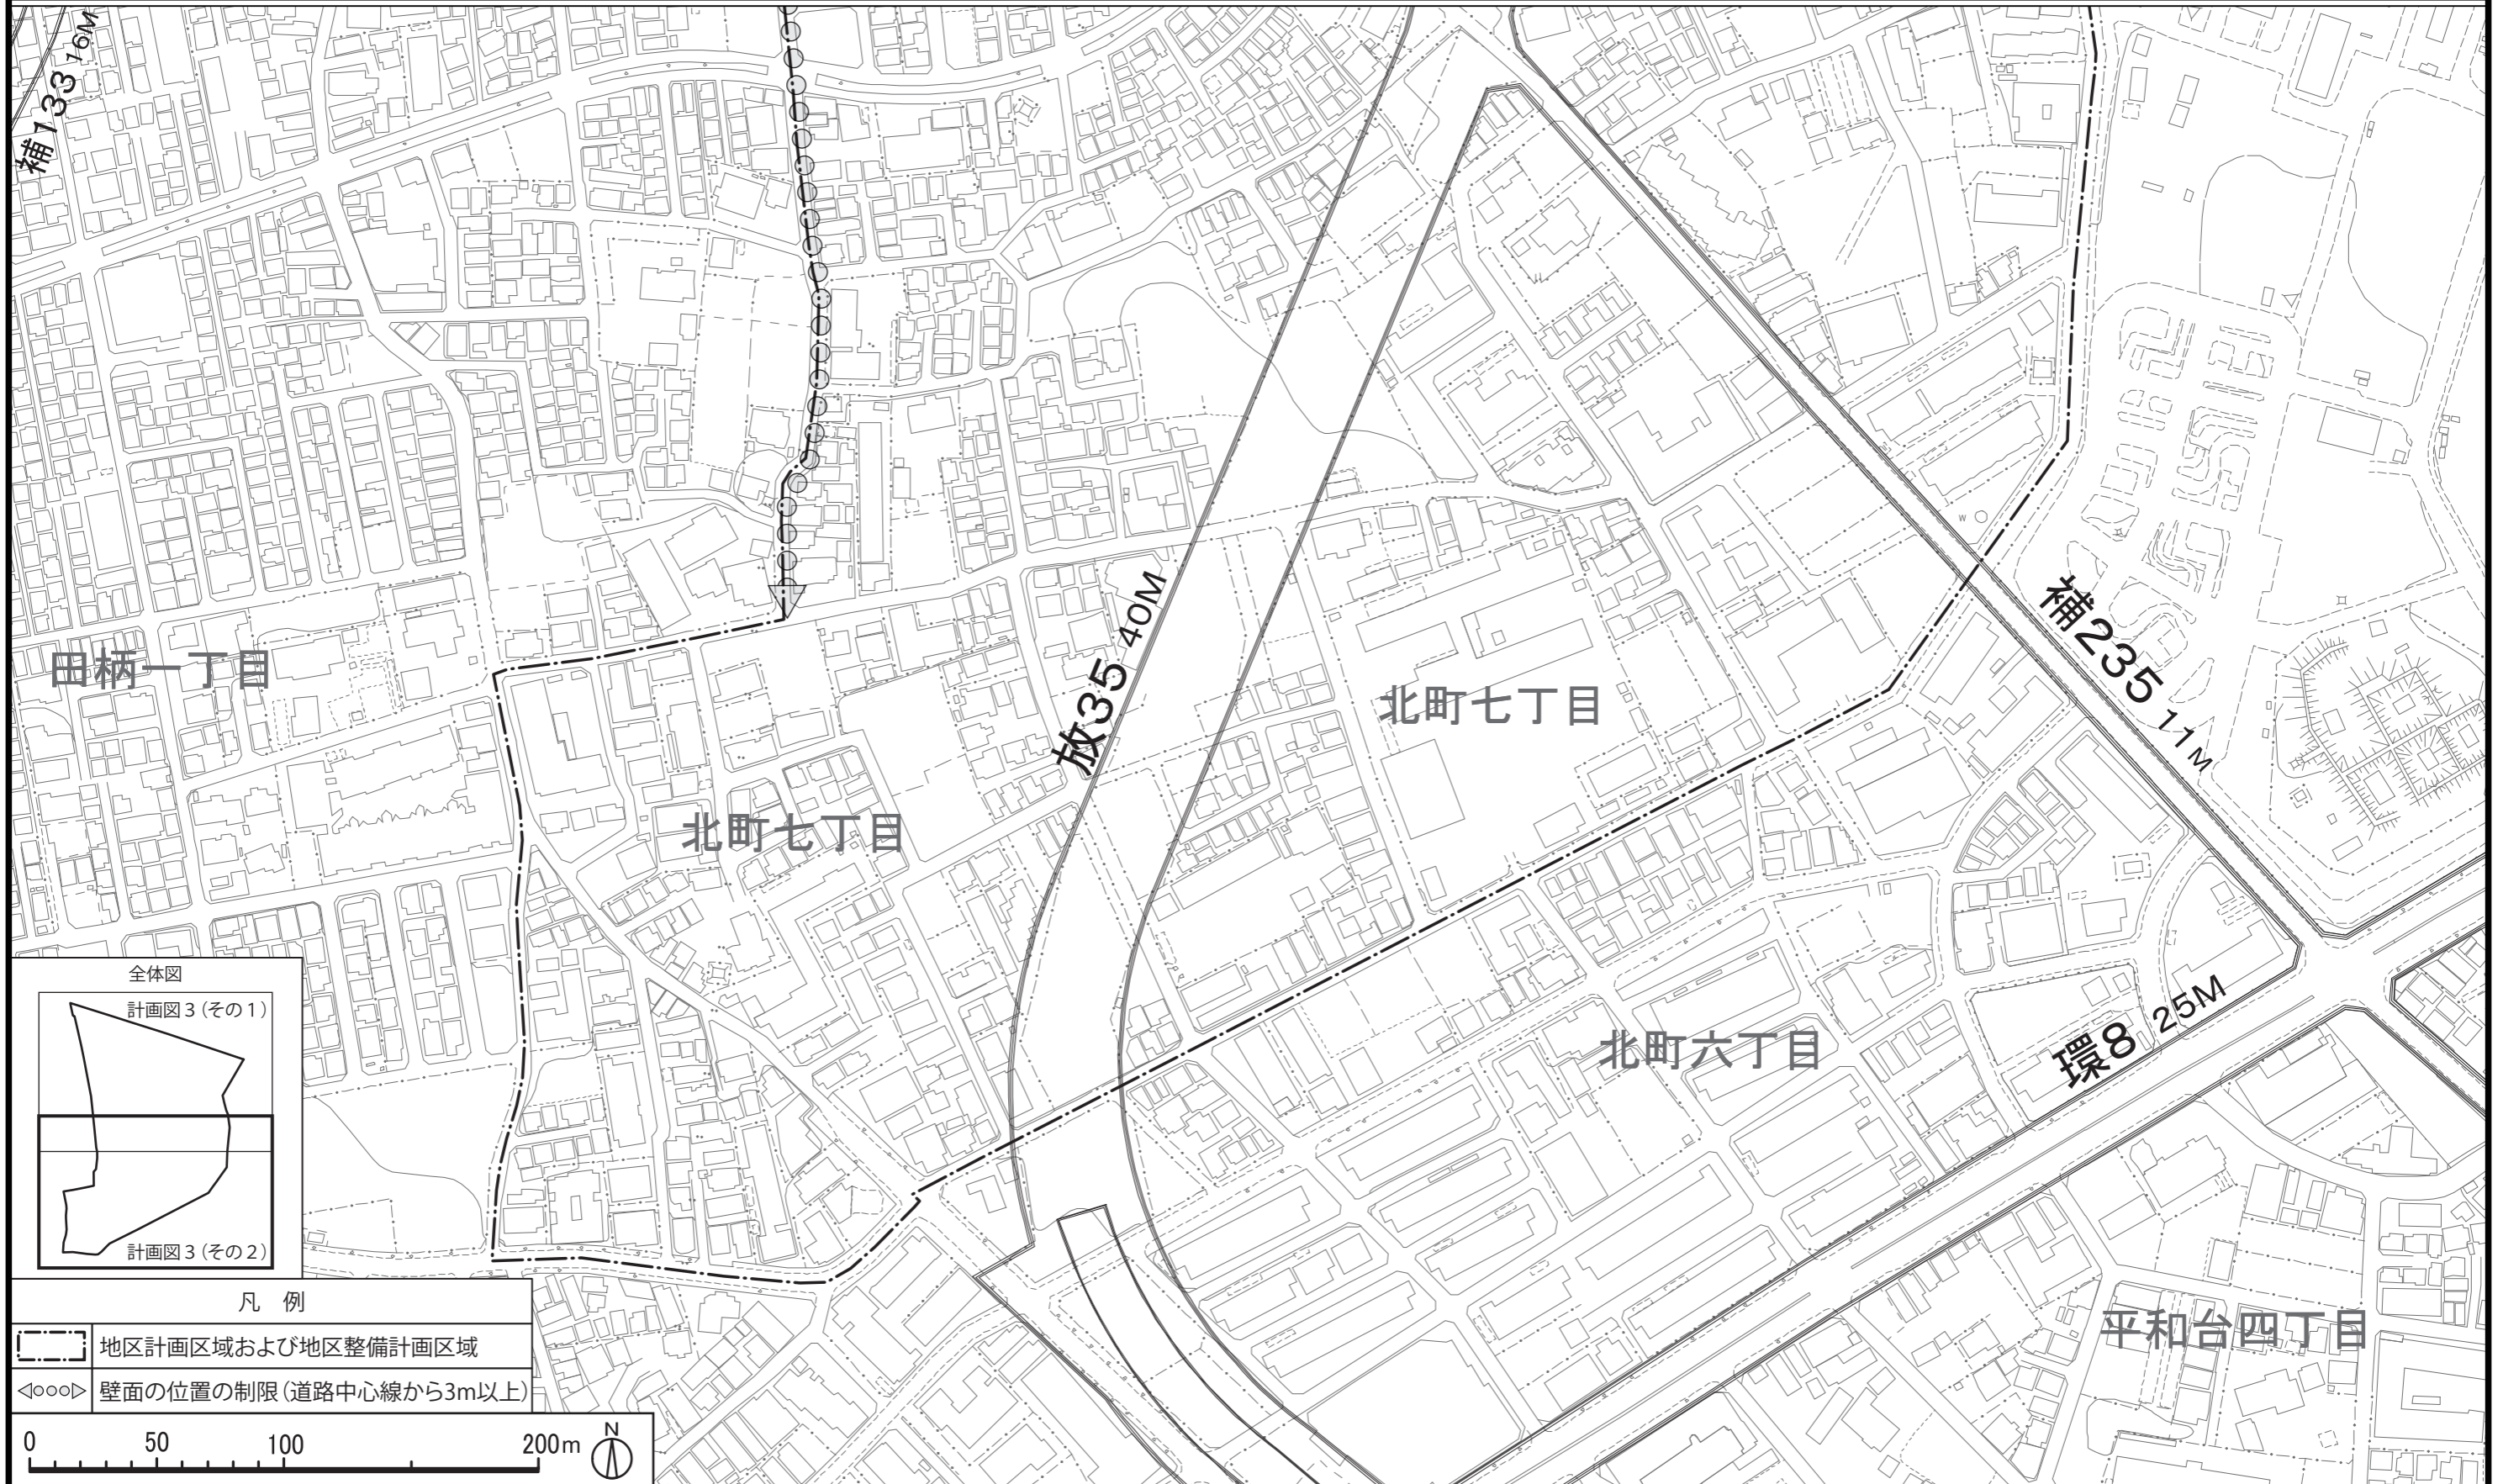 補133 16M
田柄一丁目
放35 40M
北町七丁目
補235 11M
W
北町七丁目
北町六丁目
環8 25M
平和台四丁目
全体図
計画図3(その1)
計画図3(その2)
凡 例
地区計画区域および地区整備計画区域
壁面の位置の制限(道路中心線から3m以上)
0 50 100 200m
N